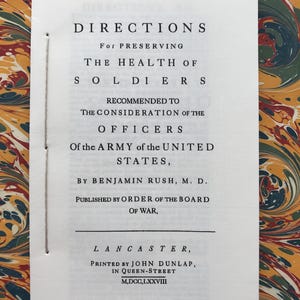 DIRECTIONS
For PRESERVING
THE HEALTH OF
SOLDIERS
RECOMMENDED TO
THE CONSIDERATION OF THE
OFFICERS
Of the ARMY of the UNITED
STATES,
BY BENJAMIN RUSH, M. D.
PUBLISHED BY ORDER OF THE BOARD
OF WAR,
LANCASTER,
PRINTED BY JOHN DUNLAP,
IN QUEEN-STREET
M,DCC,LXXVIII